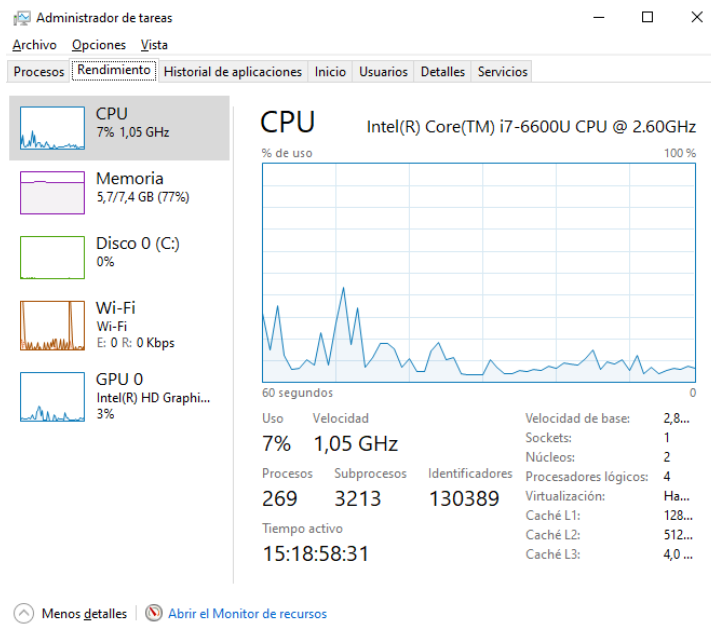 Administrador de tareas
Archivo Opciones Vista
Procesos Rendimiento Historial de aplicaciones Inicio Usuarios Detalles Servicios
CPU
7% 1,05 GHz
Memoria
5,7/7,4 GB (77%)
Disco 0 (C:)
0%
Wi-Fi
Wi-Fi
E: 0 R: 0 Kbps
GPU 0
Intel(R) HD Graphi...
3%
CPU Intel(R) Core(TM) i7-6600U CPU @ 2.60GHz
% de uso 100 %
60 segundos 0
Uso Velocidad
7% 1,05 GHz
Procesos Subprocesos Identificadores
269 3213 130389
Tiempo activo
15:18:58:31
Velocidad de base: 2,8...
Sockets: 1
Núcleos: 2
Procesadores lógicos: 4
Virtualización: Ha...
Caché L1: 128...
Caché L2: 512...
Caché L3: 4,0 ...
Menos detalles Abrir el Monitor de recursos